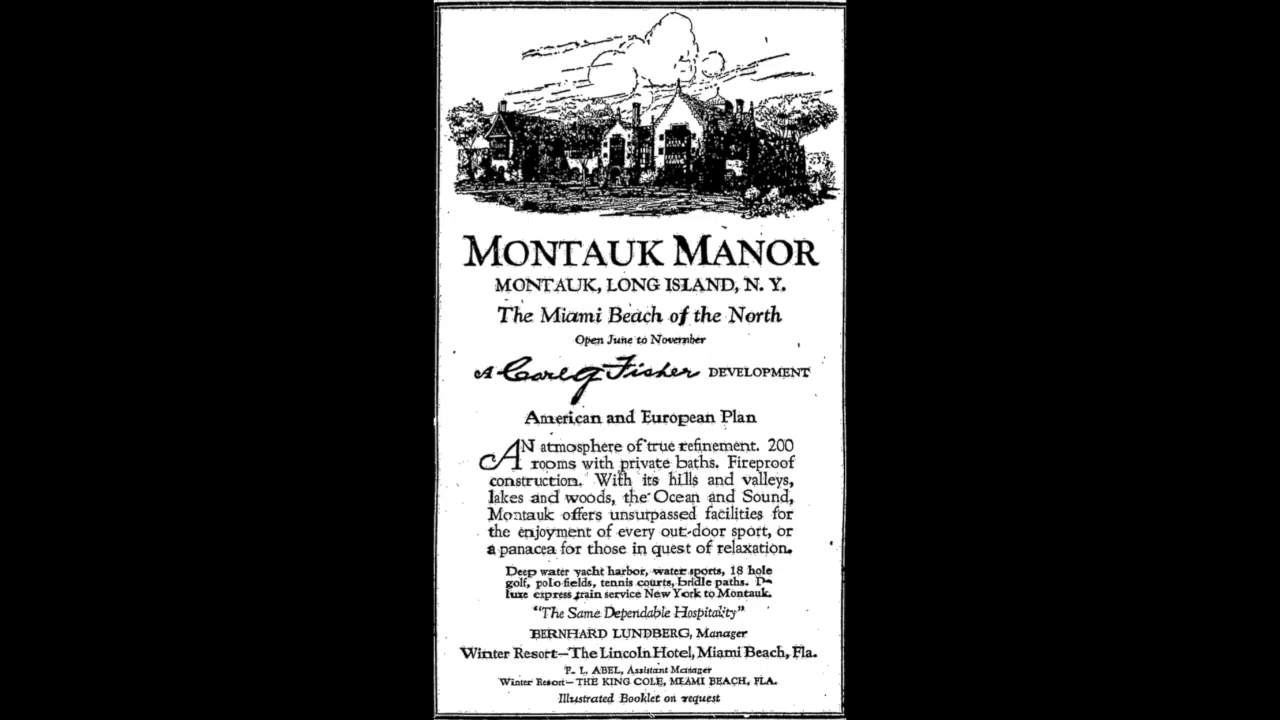 MONTAUK MANOR
MONTAUK, LONG ISLAND, N. Y.
The Miami Beach of the North
Open June to November
A Carl G Fisher DEVELOPMENT
American and European Plan
AN atmosphere of true refinement. 200
rooms with private baths. Fireproof
construction. With its hills and valleys,
lakes and woods, the Ocean and Sound,
Montauk offers unsurpassed facilities for
the enjoyment of every out-door sport, or
a panacea for those in quest of relaxation.
Deep water yacht harbor, water sports, 18 hole
golf, polo fields, tennis courts, bridle paths. De
luxe express train service New York to Montauk.
"The Same Dependable Hospitality"
BERNHARD LUNDBERG, Manager
Winter Resort—The Lincoln Hotel, Miami Beach, Fla.
F. L. ABEL, Assistant Manager
Winter Resort—THE KING COLE, MIAMI BEACH, FLA.
Illustrated Booklet on request